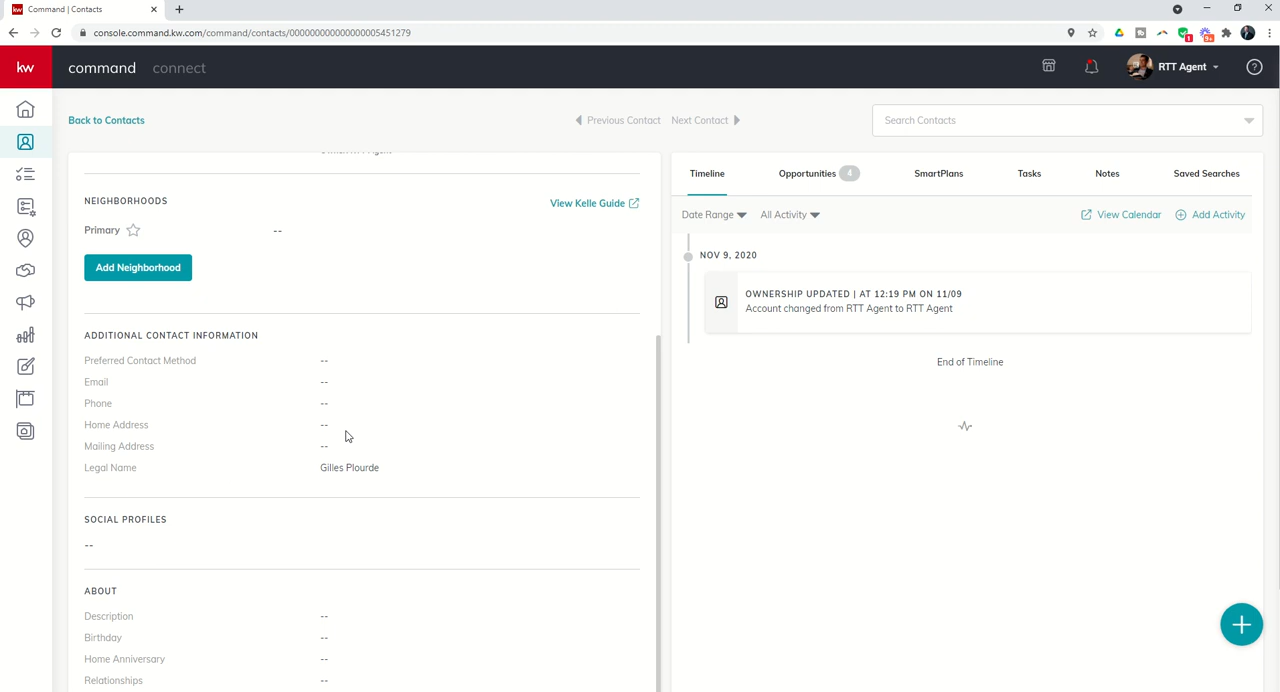 Command | Contacts
console.command.kw.com/command/contacts/000000000000000005451279
1
9+
kw
command connect
RTT Agent
Back to Contacts
Previous Contact Next Contact
Search Contacts
NEIGHBORHOODS
View Kelle Guide
Primary --
Add Neighborhood
ADDITIONAL CONTACT INFORMATION
Preferred Contact Method --
Email --
Phone --
Home Address --
Mailing Address --
Legal Name Gilles Plourde
SOCIAL PROFILES
--
ABOUT
Description --
Birthday --
Home Anniversary --
Relationships --
Timeline Opportunities 4 SmartPlans Tasks Notes Saved Searches
Date Range All Activity View Calendar Add Activity
NOV 9, 2020
OWNERSHIP UPDATED | AT 12:19 PM ON 11/09
Account changed from RTT Agent to RTT Agent
End of Timeline